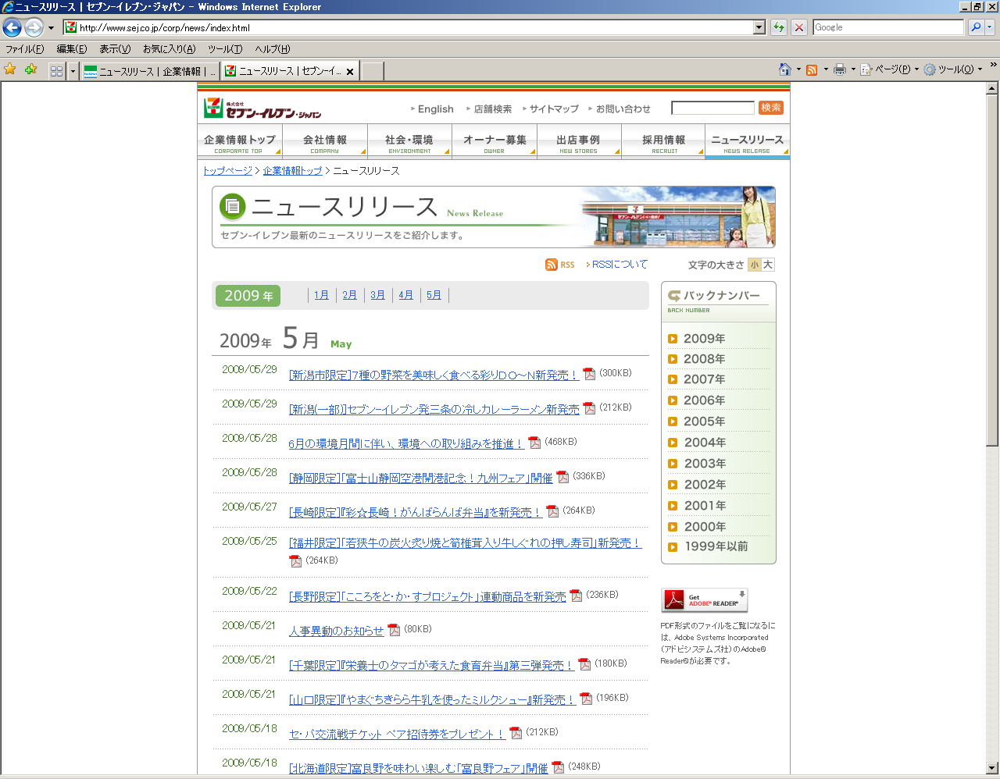 ニュースリリース｜セブン‐イレブン・ジャパン - Windows Internet Explorer
http://www.sej.co.jp/corp/news/index.html
Google
ファイル(F) 編集(E) 表示(V) お気に入り(A) ツール(T) ヘルプ(H)
ニュースリリース｜企業情報｜... ニュースリリース｜セブン‐イ... ページ(P) ツール(O) »
株式会社
セブン-イレブン・ジャパン
English 店舗検索 サイトマップ お問い合わせ 検索
企業情報トップ 会社情報 社会・環境 オーナー募集 出店事例 採用情報 ニュースリリース
CORPORATE TOP COMPANY ENVIRONMENT OWNER NEW STORES RECRUIT NEWS RELEASE
トップページ > 企業情報トップ > ニュースリリース
ニュースリリース News Release
セブン-イレブン最新のニュースリリースをご紹介します。
RSS RSSについて 文字の大きさ 小 大
2009年 1月 2月 3月 4月 5月
2009年 5月 May
2009/05/29 [新潟市限定]7種の野菜を美味しく食べる彩りＤＯ～Ｎ新発売！ (300KB)
2009/05/29 [新潟(一部)]セブン-イレブン発三条の冷しカレーラーメン新発売 (212KB)
2009/05/28 6月の環境月間に伴い、環境への取り組みを推進！ (468KB)
2009/05/28 [静岡限定]「富士山静岡空港開港記念！九州フェア」開催 (336KB)
2009/05/27 [長崎限定]『彩☆長崎！がんばらんば弁当』を新発売！ (264KB)
2009/05/25 [福井限定]「若狭牛の炭火炙り焼と筍椎茸入り牛しぐれの押し寿司」新発売！
(264KB)
2009/05/22 [長野限定]「こころをと・か・すプロジェクト」連動商品を新発売 (236KB)
2009/05/21 人事異動のお知らせ (80KB)
2009/05/21 [千葉限定]『栄養士のタマゴが考えた食育弁当』第三弾発売！ (180KB)
2009/05/21 [山口限定]『やまぐちきらら牛乳を使ったミルクシュー』新発売！ (196KB)
2009/05/18 セ・パ交流戦チケット ペア招待券をプレゼント！ (212KB)
2009/05/18 [北海道限定]富良野を味わい楽しむ「富良野フェア」開催 (248KB)
バックナンバー
BACK NUMBER
2009年
2008年
2007年
2006年
2005年
2004年
2003年
2002年
2001年
2000年
1999年以前
Get
ADOBE® READER®
PDF形式のファイルをご覧になるに
は、Adobe Systems Incorporated
（アドビシステムズ社）のAdobe®
Reader®が必要です。